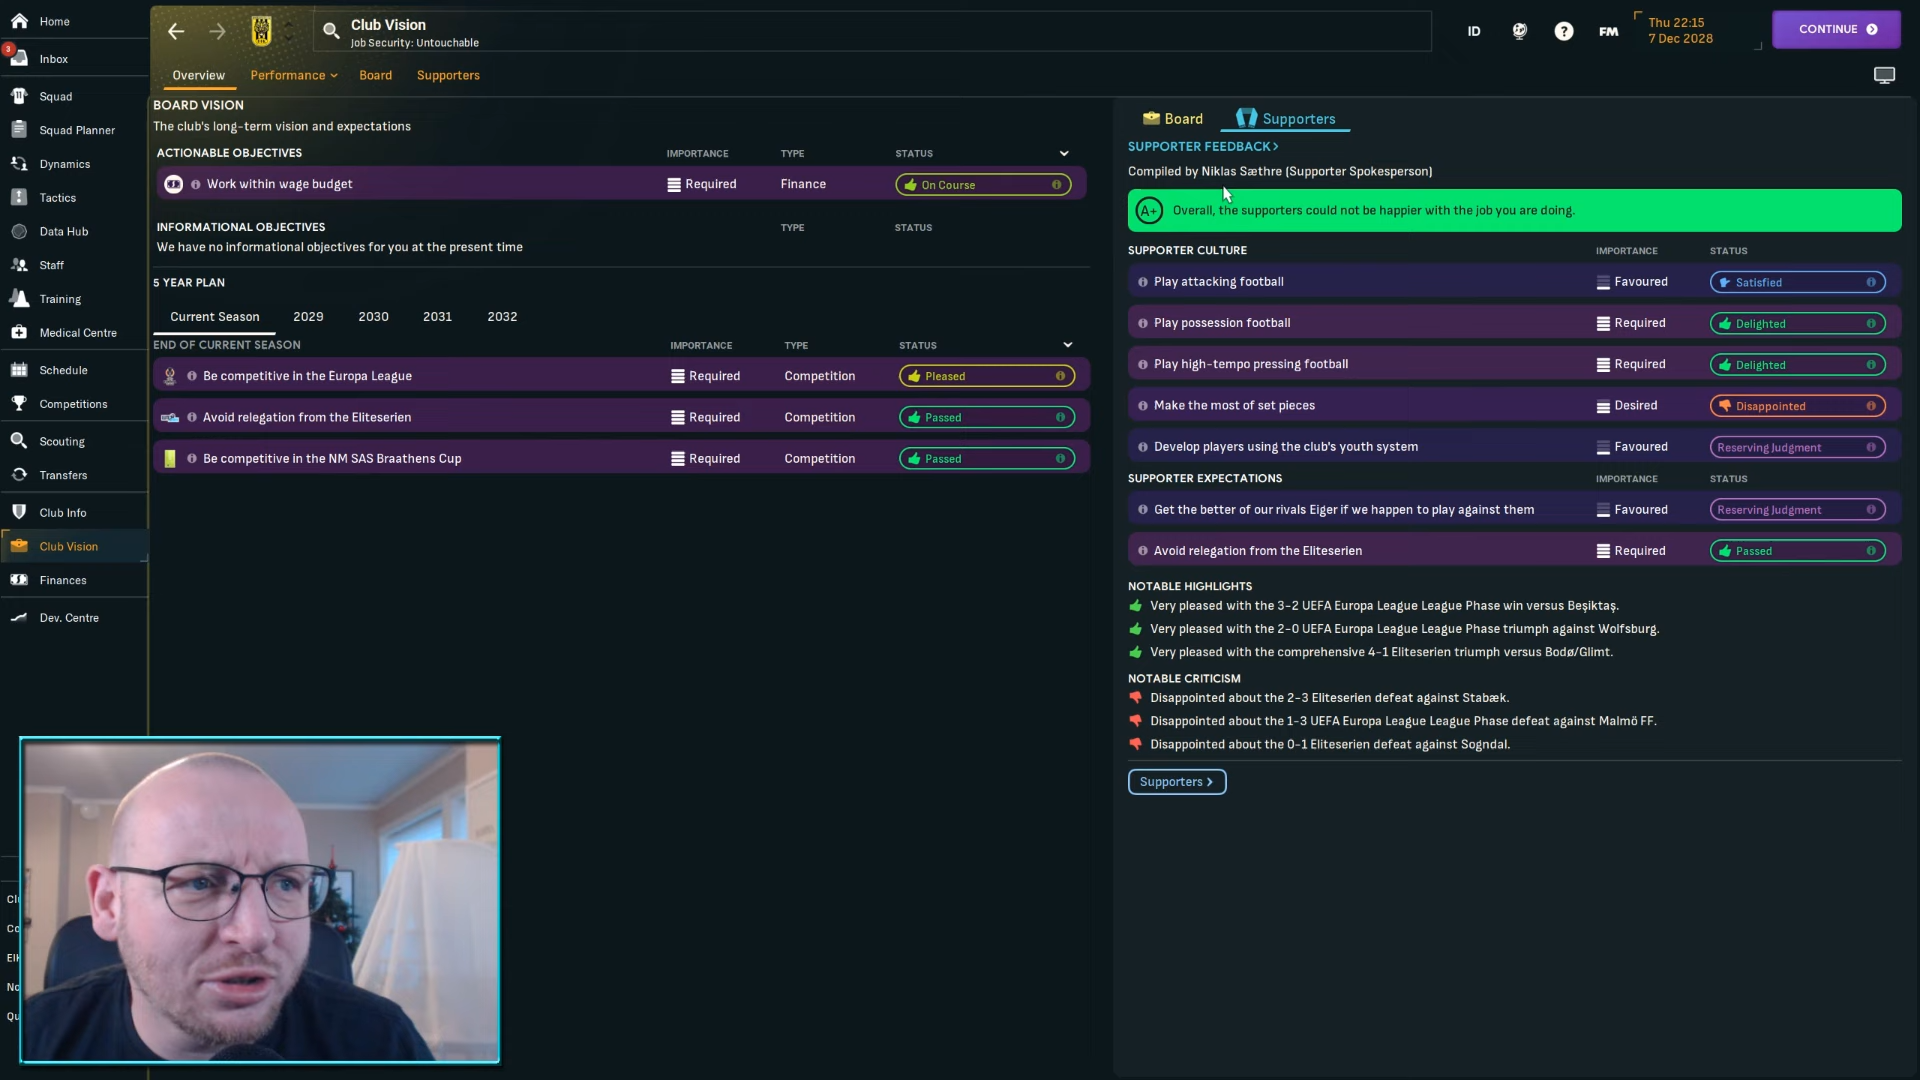 Home
3
Inbox
Squad
Squad Planner
Dynamics
Tactics
Data Hub
Staff
Training
Medical Centre
Schedule
Competitions
Scouting
Transfers
Club Info
Club Vision
Finances
Dev. Centre
Club Vision
Job Security: Untouchable
ID
?
FM
Thu 22:15
7 Dec 2028
CONTINUE
Overview
Performance
Board
Supporters
BOARD VISION
The club's long-term vision and expectations
ACTIONABLE OBJECTIVES IMPORTANCE TYPE STATUS
Work within wage budget Required Finance On Course
INFORMATIONAL OBJECTIVES TYPE STATUS
We have no informational objectives for you at the present time
5 YEAR PLAN
Current Season 2029 2030 2031 2032
END OF CURRENT SEASON IMPORTANCE TYPE STATUS
Be competitive in the Europa League Required Competition Pleased
Avoid relegation from the Eliteserien Required Competition Passed
Be competitive in the NM SAS Braathens Cup Required Competition Passed
Board Supporters
SUPPORTER FEEDBACK >
Compiled by Niklas Sæthre (Supporter Spokesperson)
A+ Overall, the supporters could not be happier with the job you are doing.
SUPPORTER CULTURE IMPORTANCE STATUS
Play attacking football Favoured Satisfied
Play possession football Required Delighted
Play high-tempo pressing football Required Delighted
Make the most of set pieces Desired Disappointed
Develop players using the club's youth system Favoured Reserving Judgment
SUPPORTER EXPECTATIONS IMPORTANCE STATUS
Get the better of our rivals Eiger if we happen to play against them Favoured Reserving Judgment
Avoid relegation from the Eliteserien Required Passed
NOTABLE HIGHLIGHTS
Very pleased with the 3-2 UEFA Europa League League Phase win versus Beşiktaş.
Very pleased with the 2-0 UEFA Europa League League Phase triumph against Wolfsburg.
Very pleased with the comprehensive 4-1 Eliteserien triumph versus Bodø/Glimt.
NOTABLE CRITICISM
Disappointed about the 2-3 Eliteserien defeat against Stabæk.
Disappointed about the 1-3 UEFA Europa League League Phase defeat against Malmö FF.
Disappointed about the 0-1 Eliteserien defeat against Sogndal.
Supporters >